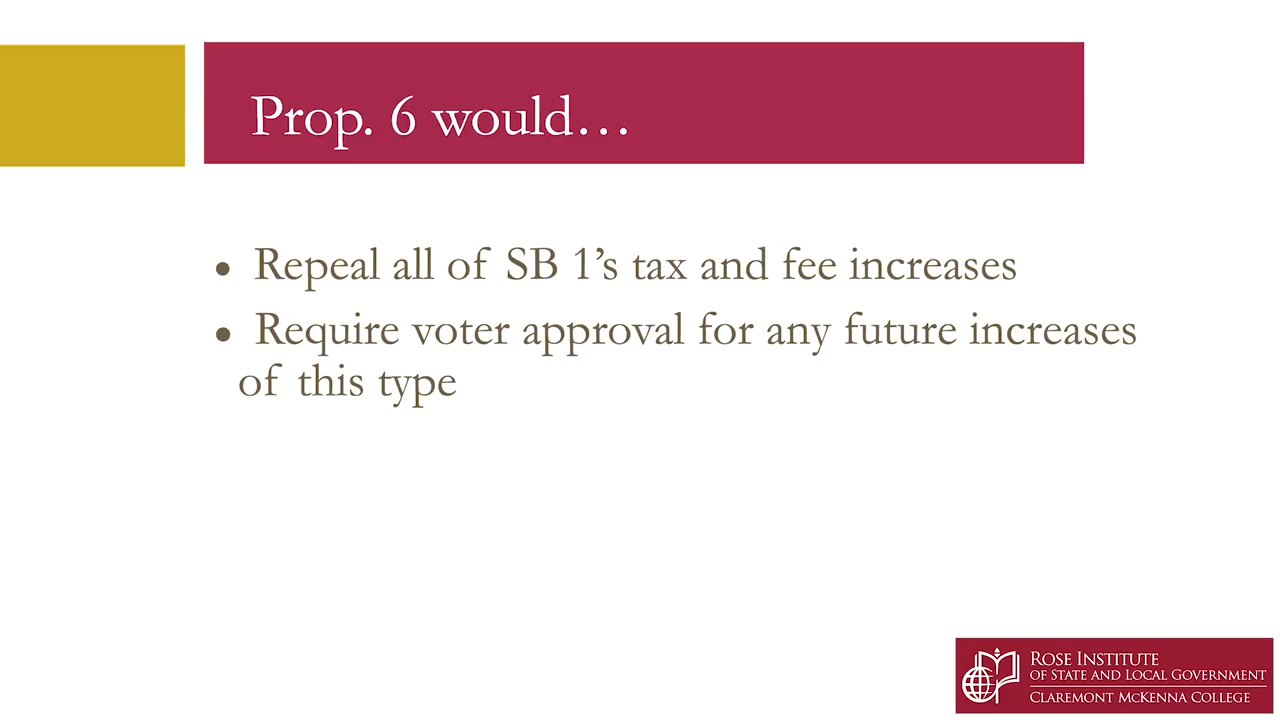 Prop. 6 would…
• Repeal all of SB 1’s tax and fee increases
• Require voter approval for any future increases
of this type
ROSE INSTITUTE
OF STATE AND LOCAL GOVERNMENT
CLAREMONT MCKENNA COLLEGE